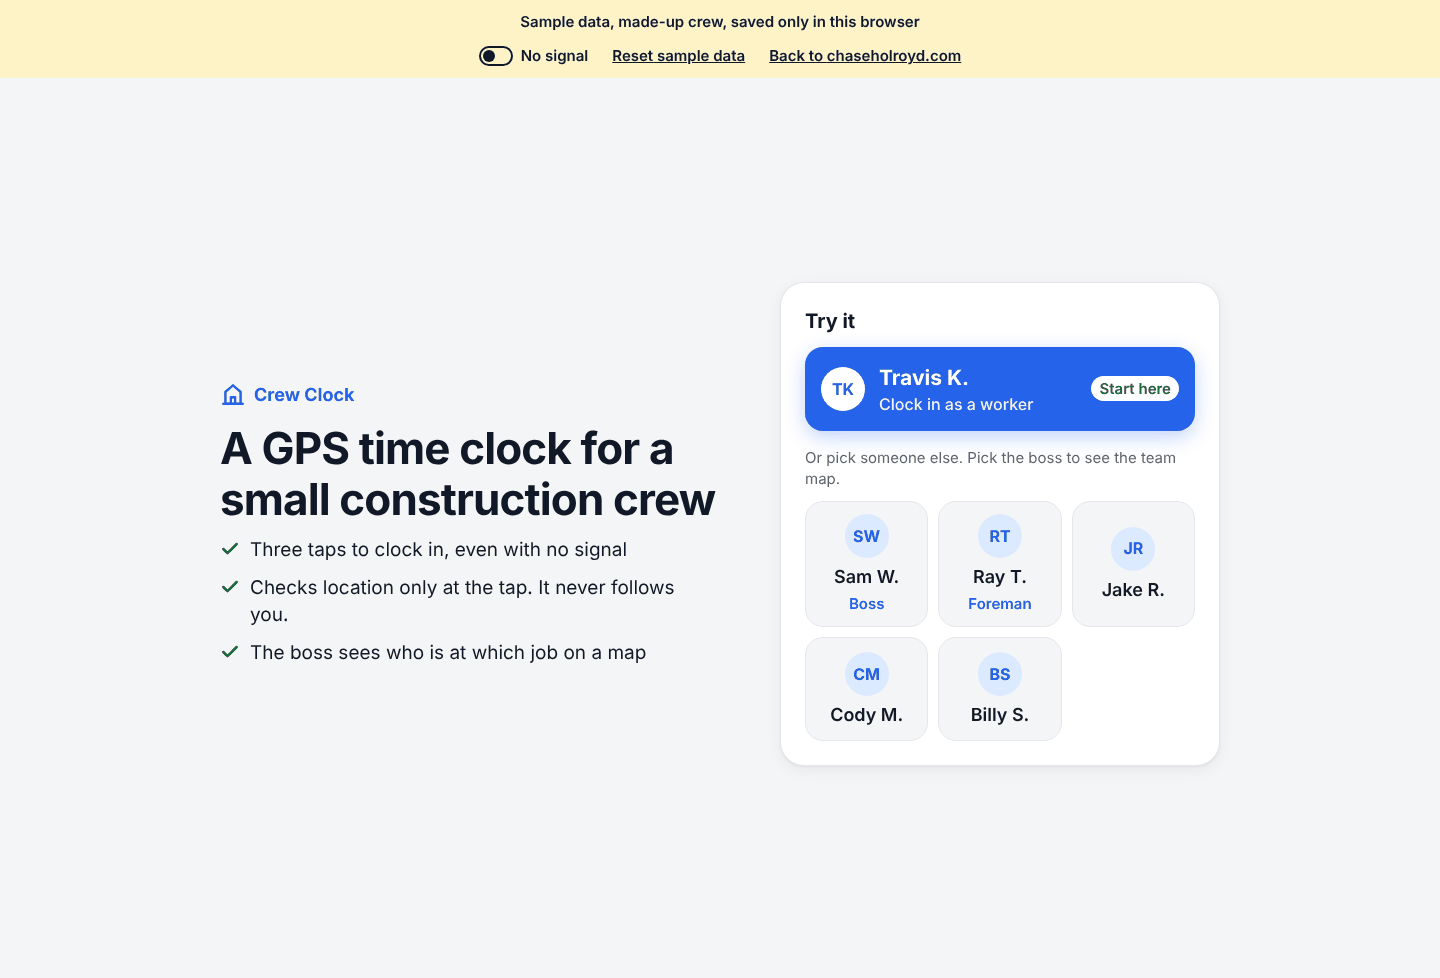 Sample data, made-up crew, saved only in this browser
No signal
Reset sample data
Back to chaseholroyd.com
Crew Clock
A GPS time clock for a
small construction crew
Three taps to clock in, even with no signal
Checks location only at the tap. It never follows
you.
The boss sees who is at which job on a map
Try it
TK
Travis K.
Clock in as a worker
Start here
Or pick someone else. Pick the boss to see the team
map.
SW
Sam W.
Boss
RT
Ray T.
Foreman
JR
Jake R.
CM
Cody M.
BS
Billy S.